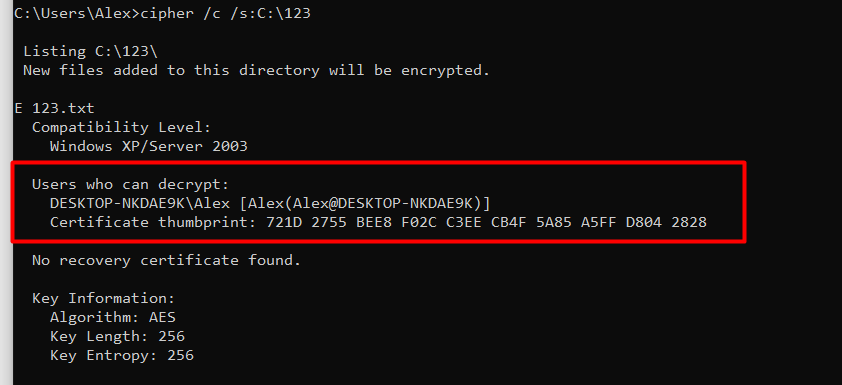 C:\Users\Alex>cipher /c /s:C:\123
Listing C:\123\
New files added to this directory will be encrypted.
E 123.txt
Compatibility Level:
Windows XP/Server 2003
Users who can decrypt:
DESKTOP-NKDAE9K\Alex [Alex(Alex@DESKTOP-NKDAE9K)]
Certificate thumbprint: 721D 2755 BEE8 F02C C3EE CB4F 5A85 A5FF D804 2828
No recovery certificate found.
Key Information:
Algorithm: AES
Key Length: 256
Key Entropy: 256